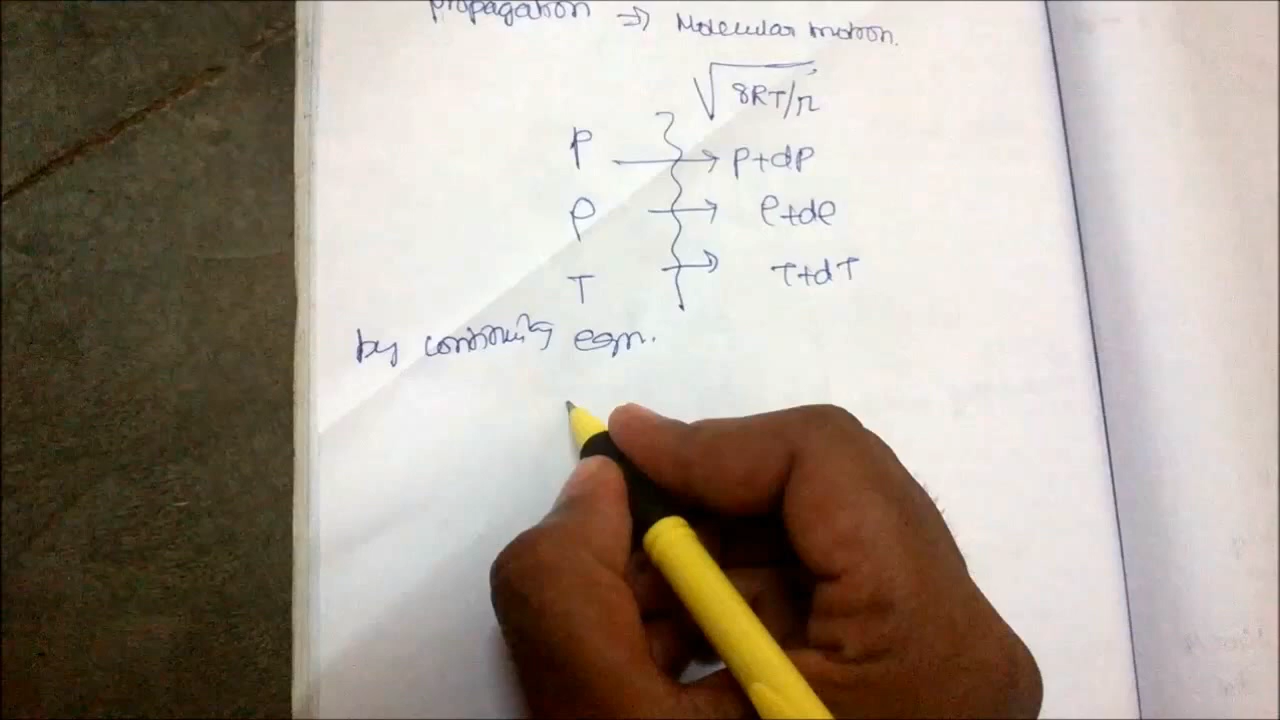 propagation ⇒ Molecular motion.
√8RT/π
P → P+dP
ρ → ρ+dρ
T → T+dT
by continuity eqn.